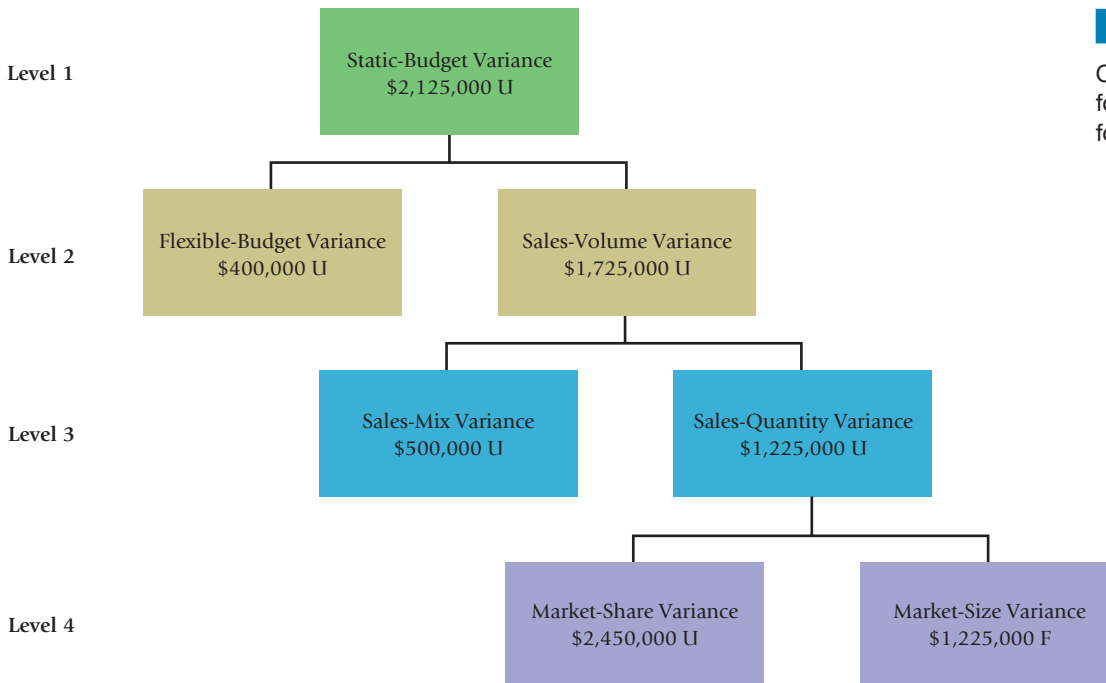 Level 1
Static-Budget Variance
$2,125,000 U
Level 2
Flexible-Budget Variance
$400,000 U
Sales-Volume Variance
$1,725,000 U
Level 3
Sales-Mix Variance
$500,000 U
Sales-Quantity Variance
$1,225,000 U
Level 4
Market-Share Variance
$2,450,000 U
Market-Size Variance
$1,225,000 F